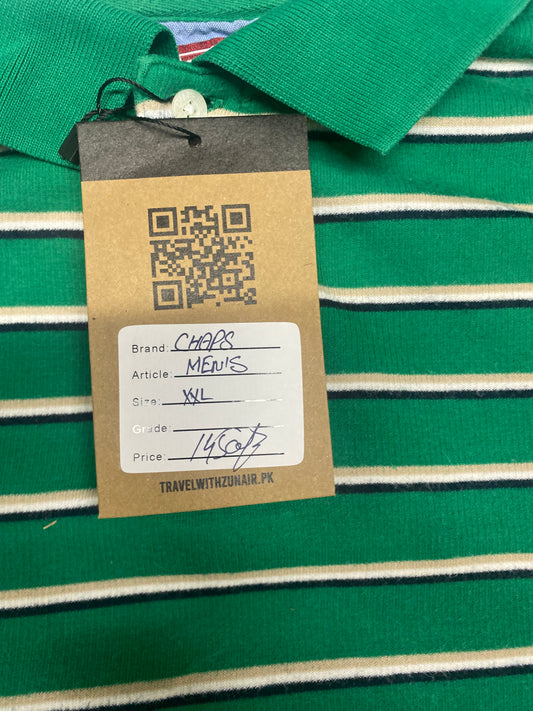 Brand: CHAPS
Article: MEN'S
Size: XXL
Grade:
Price:
TRAVELWITHZUNAIR.PK